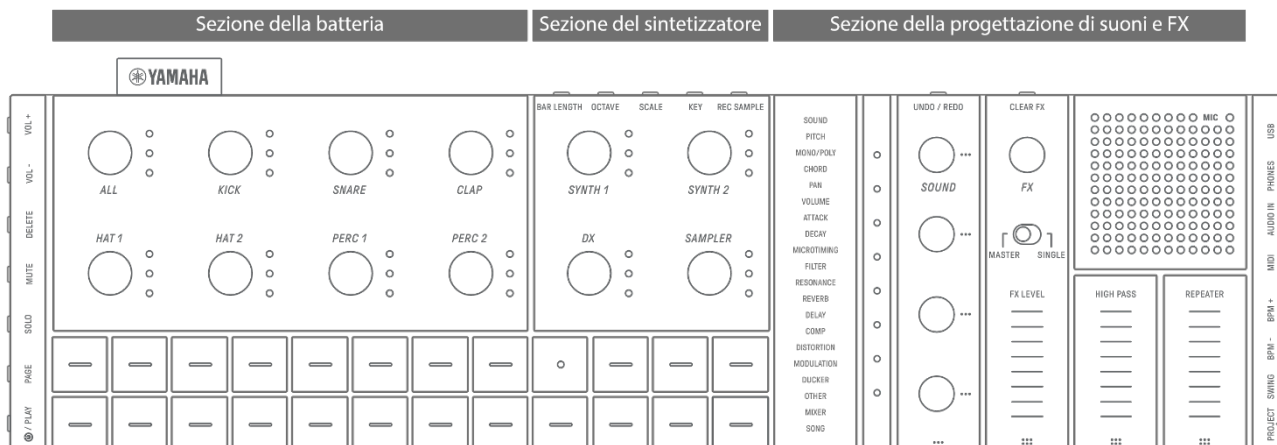 Sezione della batteria
Sezione del sintetizzatore
Sezione della progettazione di suoni e FX
YAMAHA
VOL +
VOL -
DELETE
MUTE
SOLO
PAGE
/ PLAY
ALL
KICK
SNARE
CLAP
HAT 1
HAT 2
PERC 1
PERC 2
BAR LENGTH
OCTAVE
SCALE
KEY
REC SAMPLE
SYNTH 1
SYNTH 2
DX
SAMPLER
SOUND
PITCH
MONO/POLY
CHORD
PAN
VOLUME
ATTACK
DECAY
MICROTIMING
FILTER
RESONANCE
REVERB
DELAY
COMP
DISTORTION
MODULATION
DUCKER
OTHER
MIXER
SONG
UNDO / REDO
SOUND
CLEAR FX
FX
MASTER
SINGLE
FX LEVEL
MIC
HIGH PASS
REPEATER
USB
PHONES
AUDIO IN
MIDI
BPM +
BPM -
SWING
PROJECT